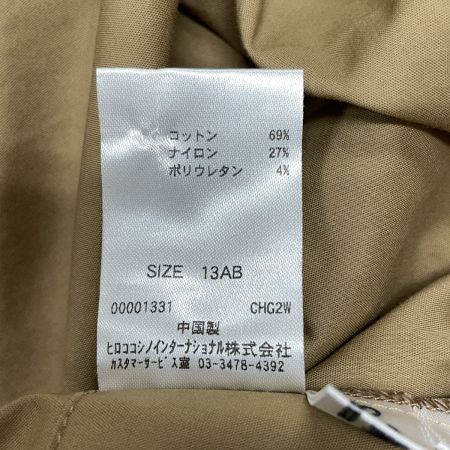 コットン 69%
ナイロン 27%
ポリウレタン 4%
SIZE 13AB
00001331 CHG2W
中国製
ヒロココシノインターナショナル株式会社
カスタマーサービス室 03-3478-4392